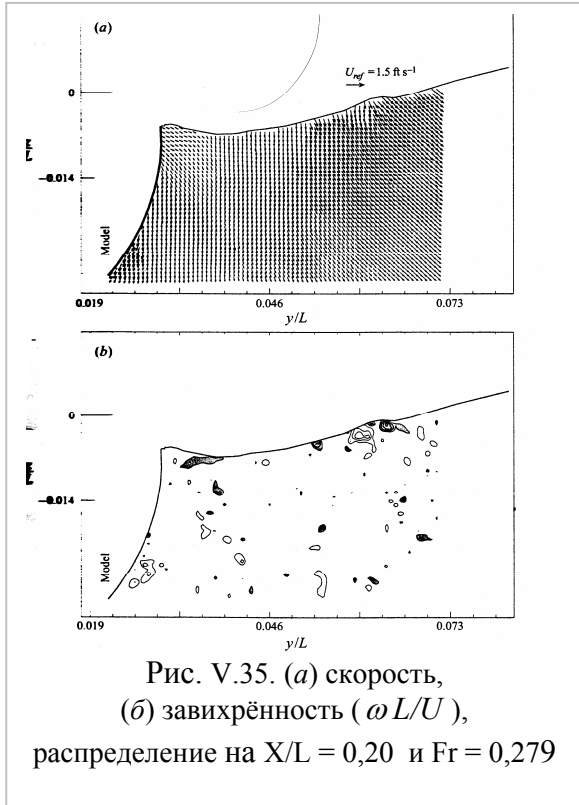 (a)
U_ref = 1.5 ft s⁻¹
0
−0.014
Model
0.019
0.046
0.073
y/L
(b)
0
−0.014
Model
0.019
0.046
0.073
y/L
Рис. V.35. (а) скорость,
(б) завихрённость ( ω L/U ),
распределение на X/L = 0,20 и Fr = 0,279